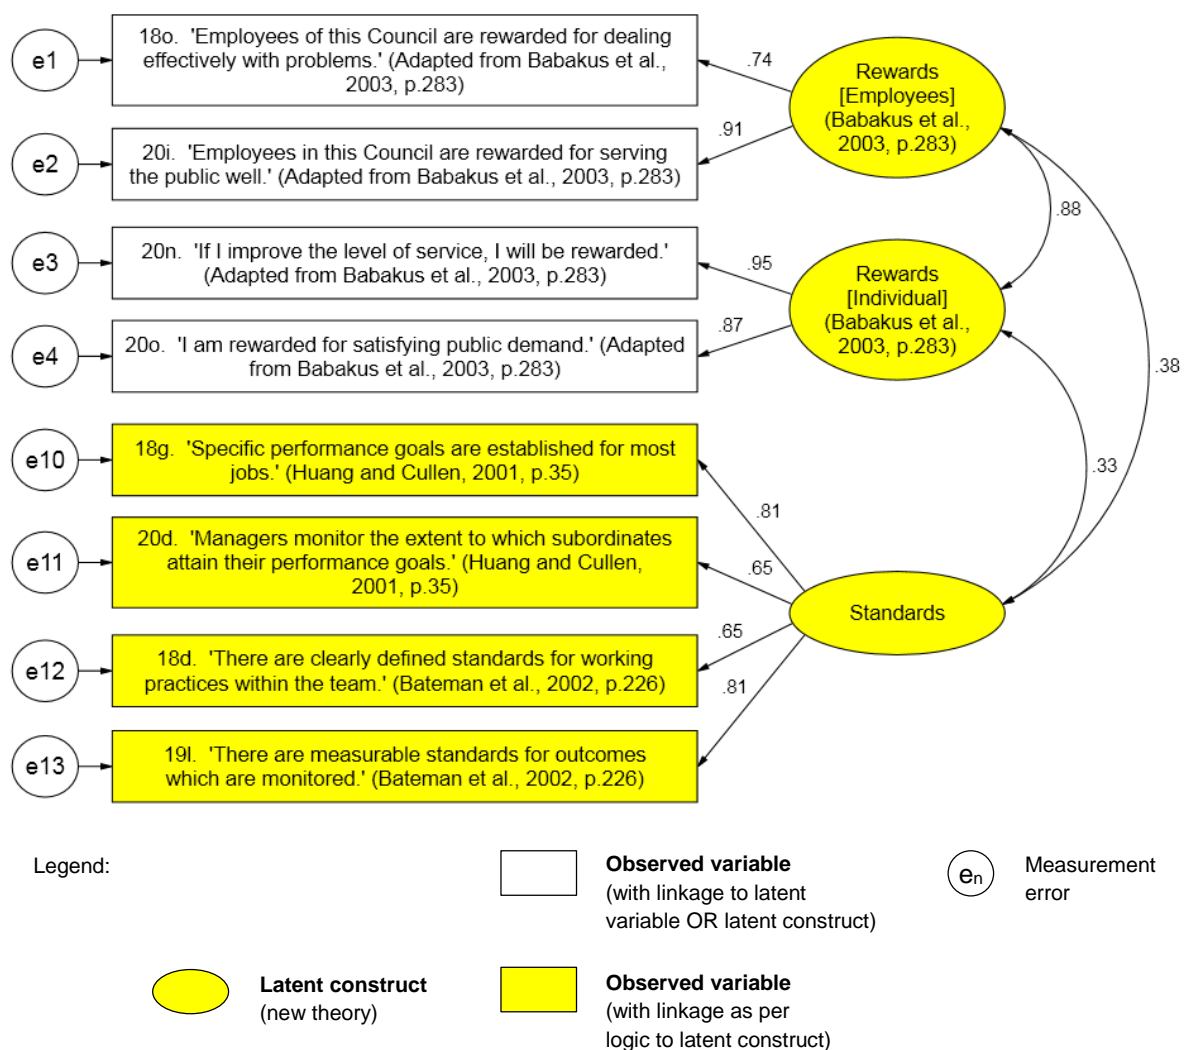 e1
18o. 'Employees of this Council are rewarded for dealing
effectively with problems.' (Adapted from Babakus et al.,
2003, p.283)
.74
Rewards
[Employees]
(Babakus et al.,
2003, p.283)
e2
20i. 'Employees in this Council are rewarded for serving
the public well.' (Adapted from Babakus et al., 2003, p.283)
.91
.88
e3
20n. 'If I improve the level of service, I will be rewarded.'
(Adapted from Babakus et al., 2003, p.283)
.95
Rewards
[Individual]
(Babakus et al.,
2003, p.283)
e4
20o. 'I am rewarded for satisfying public demand.' (Adapted
from Babakus et al., 2003, p.283)
.87
.38
e10
18g. 'Specific performance goals are established for most
jobs.' (Huang and Cullen, 2001, p.35)
.33
.81
e11
20d. 'Managers monitor the extent to which subordinates
attain their performance goals.' (Huang and Cullen,
2001, p.35)
.65
Standards
e12
18d. 'There are clearly defined standards for working
practices within the team.' (Bateman et al., 2002, p.226)
.65
.81
e13
19l. 'There are measurable standards for outcomes
which are monitored.' (Bateman et al., 2002, p.226)
Legend:
Observed variable
(with linkage to latent
variable OR latent construct)
en
Measurement
error
Latent construct
(new theory)
Observed variable
(with linkage as per
logic to latent construct)